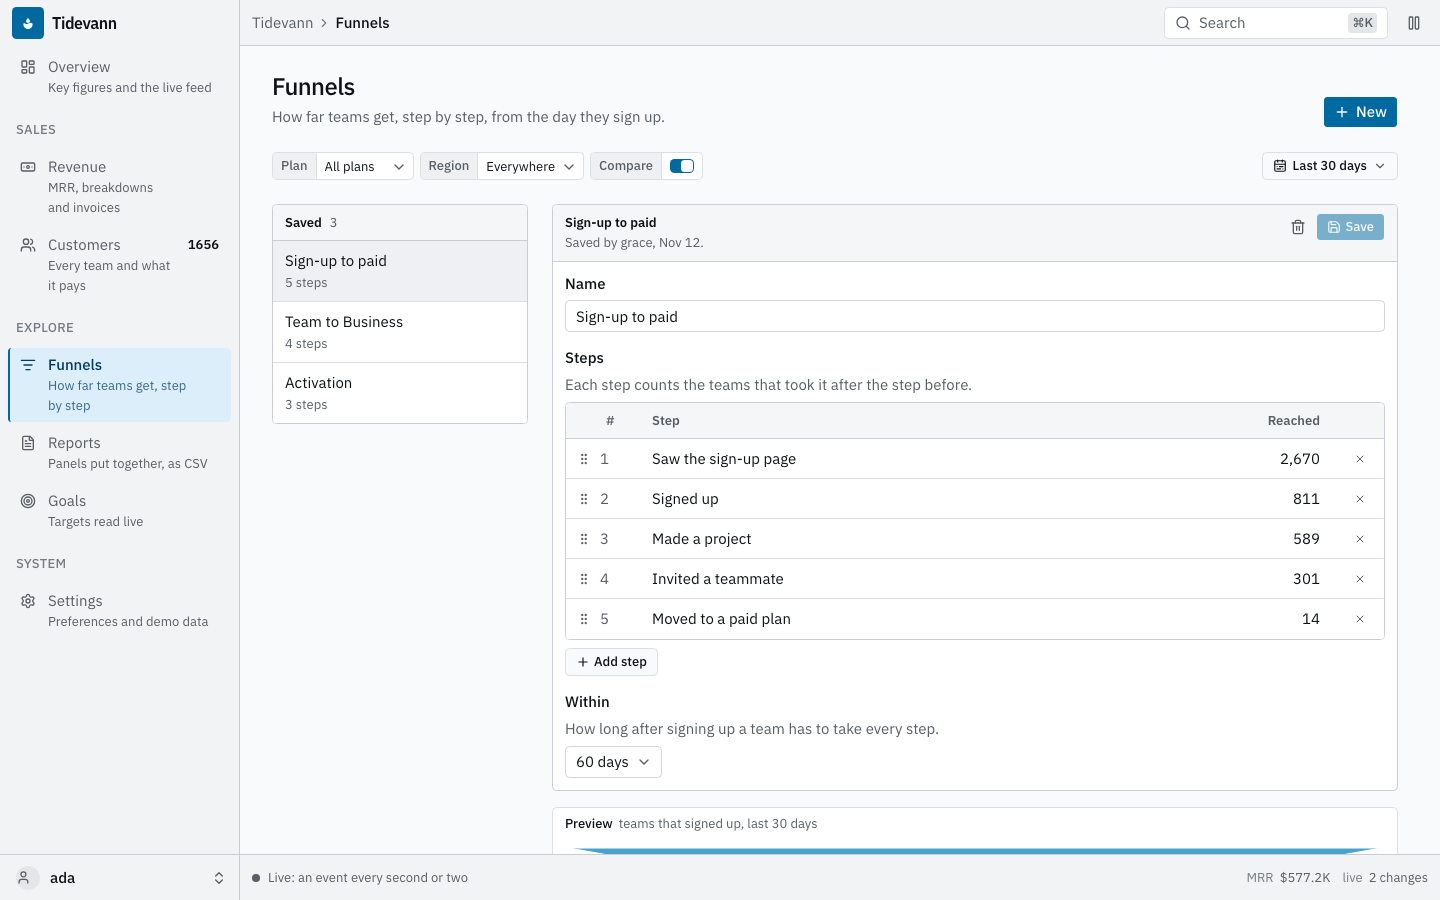 Tidevann
Overview
Key figures and the live feed
SALES
Revenue
MRR, breakdowns
and invoices
Customers 1656
Every team and what
it pays
EXPLORE
Funnels
How far teams get, step
by step
Reports
Panels put together, as CSV
Goals
Targets read live
SYSTEM
Settings
Preferences and demo data
ada
Tidevann > Funnels
Search ⌘K
Funnels
How far teams get, step by step, from the day they sign up.
New
Plan All plans Region Everywhere Compare Last 30 days
Saved 3
Sign-up to paid
5 steps
Team to Business
4 steps
Activation
3 steps
Sign-up to paid
Saved by grace, Nov 12.
Save
Name
Sign-up to paid
Steps
Each step counts the teams that took it after the step before.
# Step Reached
1 Saw the sign-up page 2,670
2 Signed up 811
3 Made a project 589
4 Invited a teammate 301
5 Moved to a paid plan 14
Add step
Within
How long after signing up a team has to take every step.
60 days
Preview teams that signed up, last 30 days
Live: an event every second or two
MRR $577.2K live 2 changes